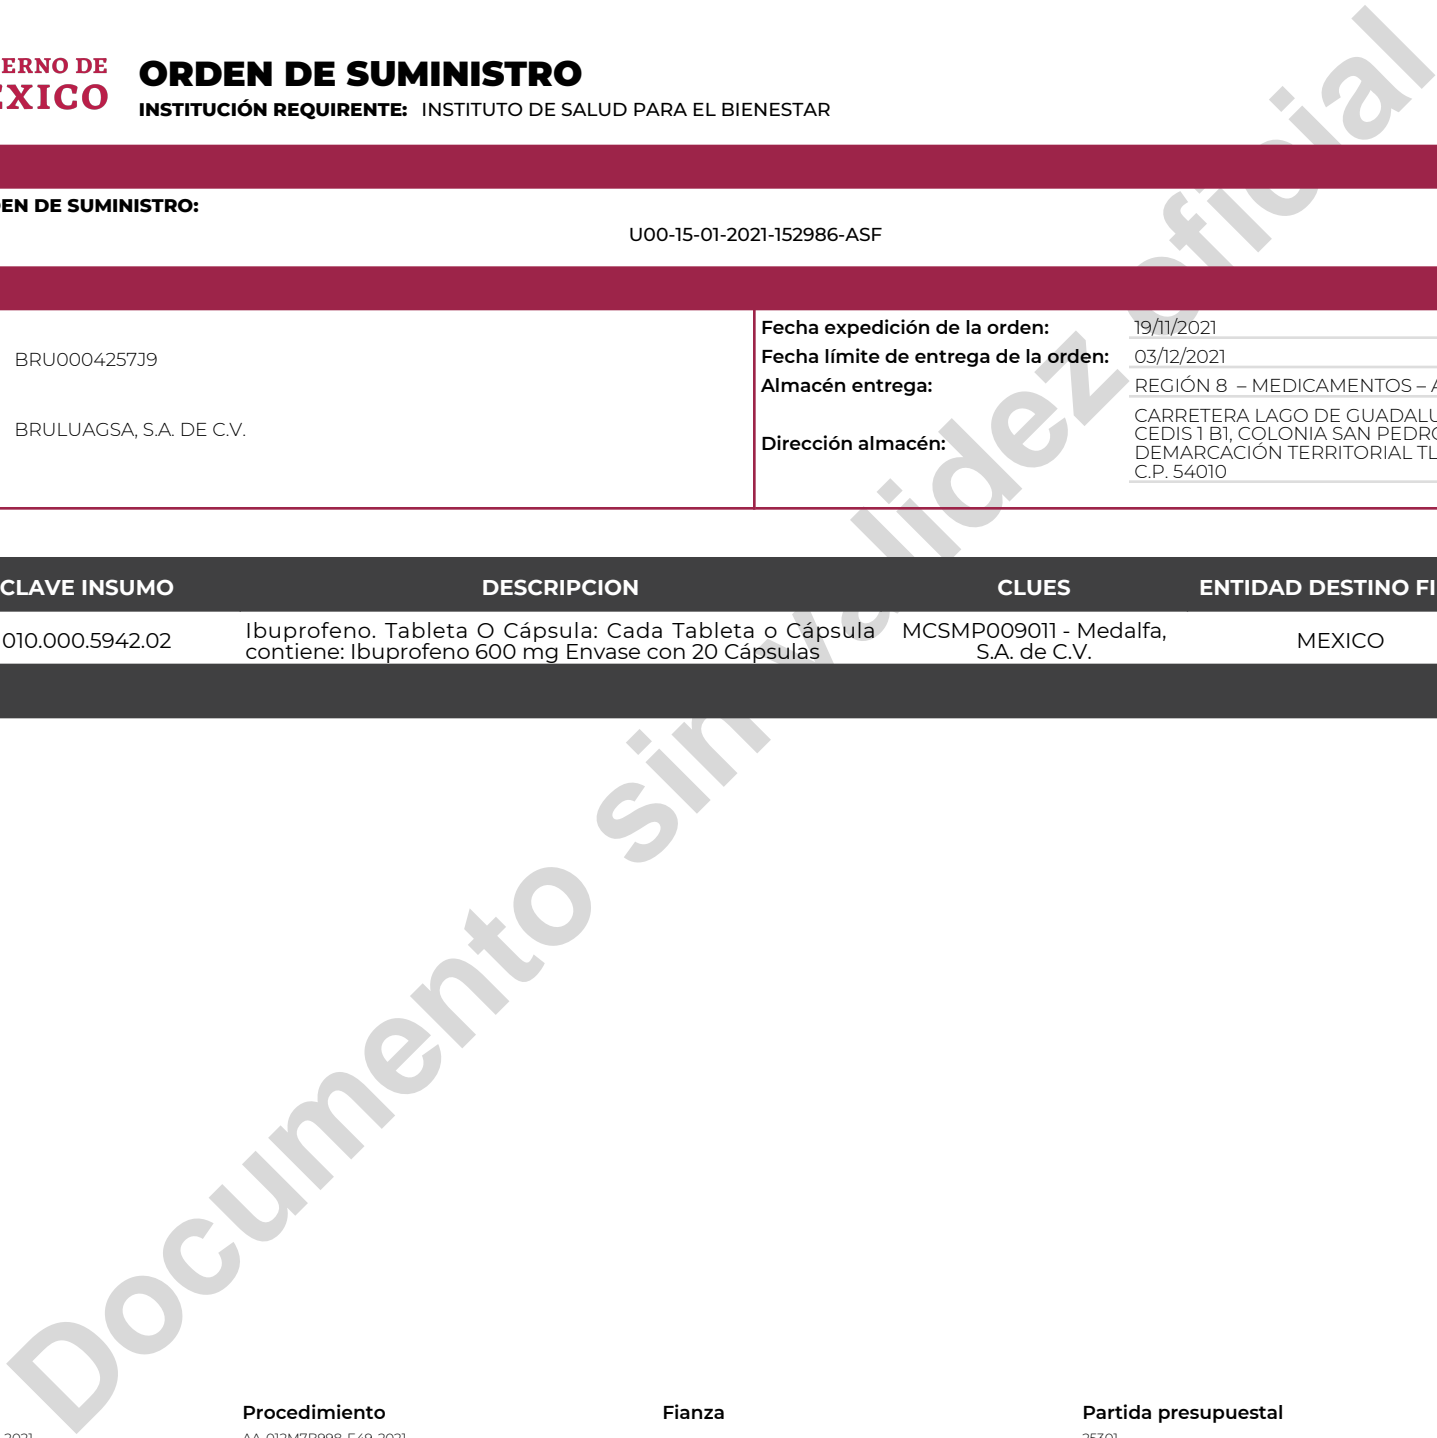 ERNO DE
ORDEN DE SUMINISTRO
INSTITUCIÓN REQUIRENTE: INSTITUTO DE SALUD PARA EL BIENESTAR
EN DE SUMINISTRO:
U00-15-01-2021-152986-ASF
BRU0004257J9
BRULUAGSA, S.A. DE C.V.
Fecha expedición de la orden: 19/11/2021
Fecha límite de entrega de la orden: 03/12/2021
Almacén entrega: REGIÓN 8 – MEDICAMENTOS –
Dirección almacén: CARRETERA LAGO DE GUADALU
CEDIS 1 B1, COLONIA SAN PEDRO
DEMARCACIÓN TERRITORIAL TL
C.P. 54010
CLAVE INSUMO DESCRIPCION CLUES ENTIDAD DESTINO FI
010.000.5942.02 Ibuprofeno. Tableta O Cápsula: Cada Tableta o Cápsula MCSMP009011 - Medalfa, MEXICO
contiene: Ibuprofeno 600 mg Envase con 20 Cápsulas S.A. de C.V.
Documento sin validez oficial
Procedimiento Fianza Partida presupuestal